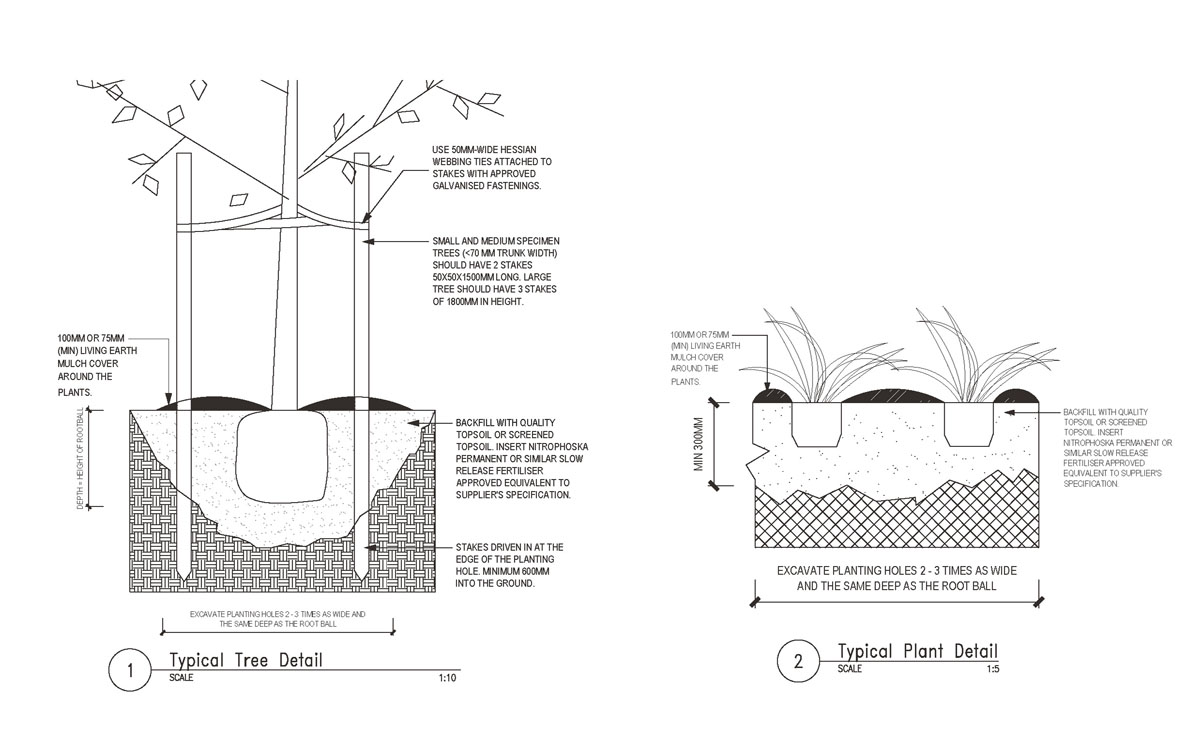 USE 50MM-WIDE HESSIAN
WEBBING TIES ATTACHED TO
STAKES WITH APPROVED
GALVANISED FASTENINGS.
SMALL AND MEDIUM SPECIMEN
TREES (<70 MM TRUNK WIDTH)
SHOULD HAVE 2 STAKES
50X50X1500MM LONG. LARGE
TREE SHOULD HAVE 3 STAKES
OF 1800MM IN HEIGHT.
100MM OR 75MM
(MIN) LIVING EARTH
MULCH COVER
AROUND THE
PLANTS.
DEPTH = HEIGHT OF ROOTBALL
BACKFILL WITH QUALITY
TOPSOIL OR SCREENED
TOPSOIL. INSERT NITROPHOSKA
PERMANENT OR SIMILAR SLOW
RELEASE FERTILISER
APPROVED EQUIVALENT TO
SUPPLIER'S SPECIFICATION.
STAKES DRIVEN IN AT THE
EDGE OF THE PLANTING
HOLE. MINIMUM 600MM
INTO THE GROUND.
EXCAVATE PLANTING HOLES 2 - 3 TIMES AS WIDE AND
THE SAME DEEP AS THE ROOT BALL
1
Typical Tree Detail
SCALE 1:10
100MM OR 75MM
(MIN) LIVING EARTH
MULCH COVER
AROUND THE
PLANTS.
MIN 300MM
BACKFILL WITH QUALITY
TOPSOIL OR SCREENED
TOPSOIL. INSERT
NITROPHOSKA PERMANENT OR
SIMILAR SLOW RELEASE
FERTILISER APPROVED
EQUIVALENT TO SUPPLIER'S
SPECIFICATION.
EXCAVATE PLANTING HOLES 2 - 3 TIMES AS WIDE
AND THE SAME DEEP AS THE ROOT BALL
2
Typical Plant Detail
SCALE 1:5